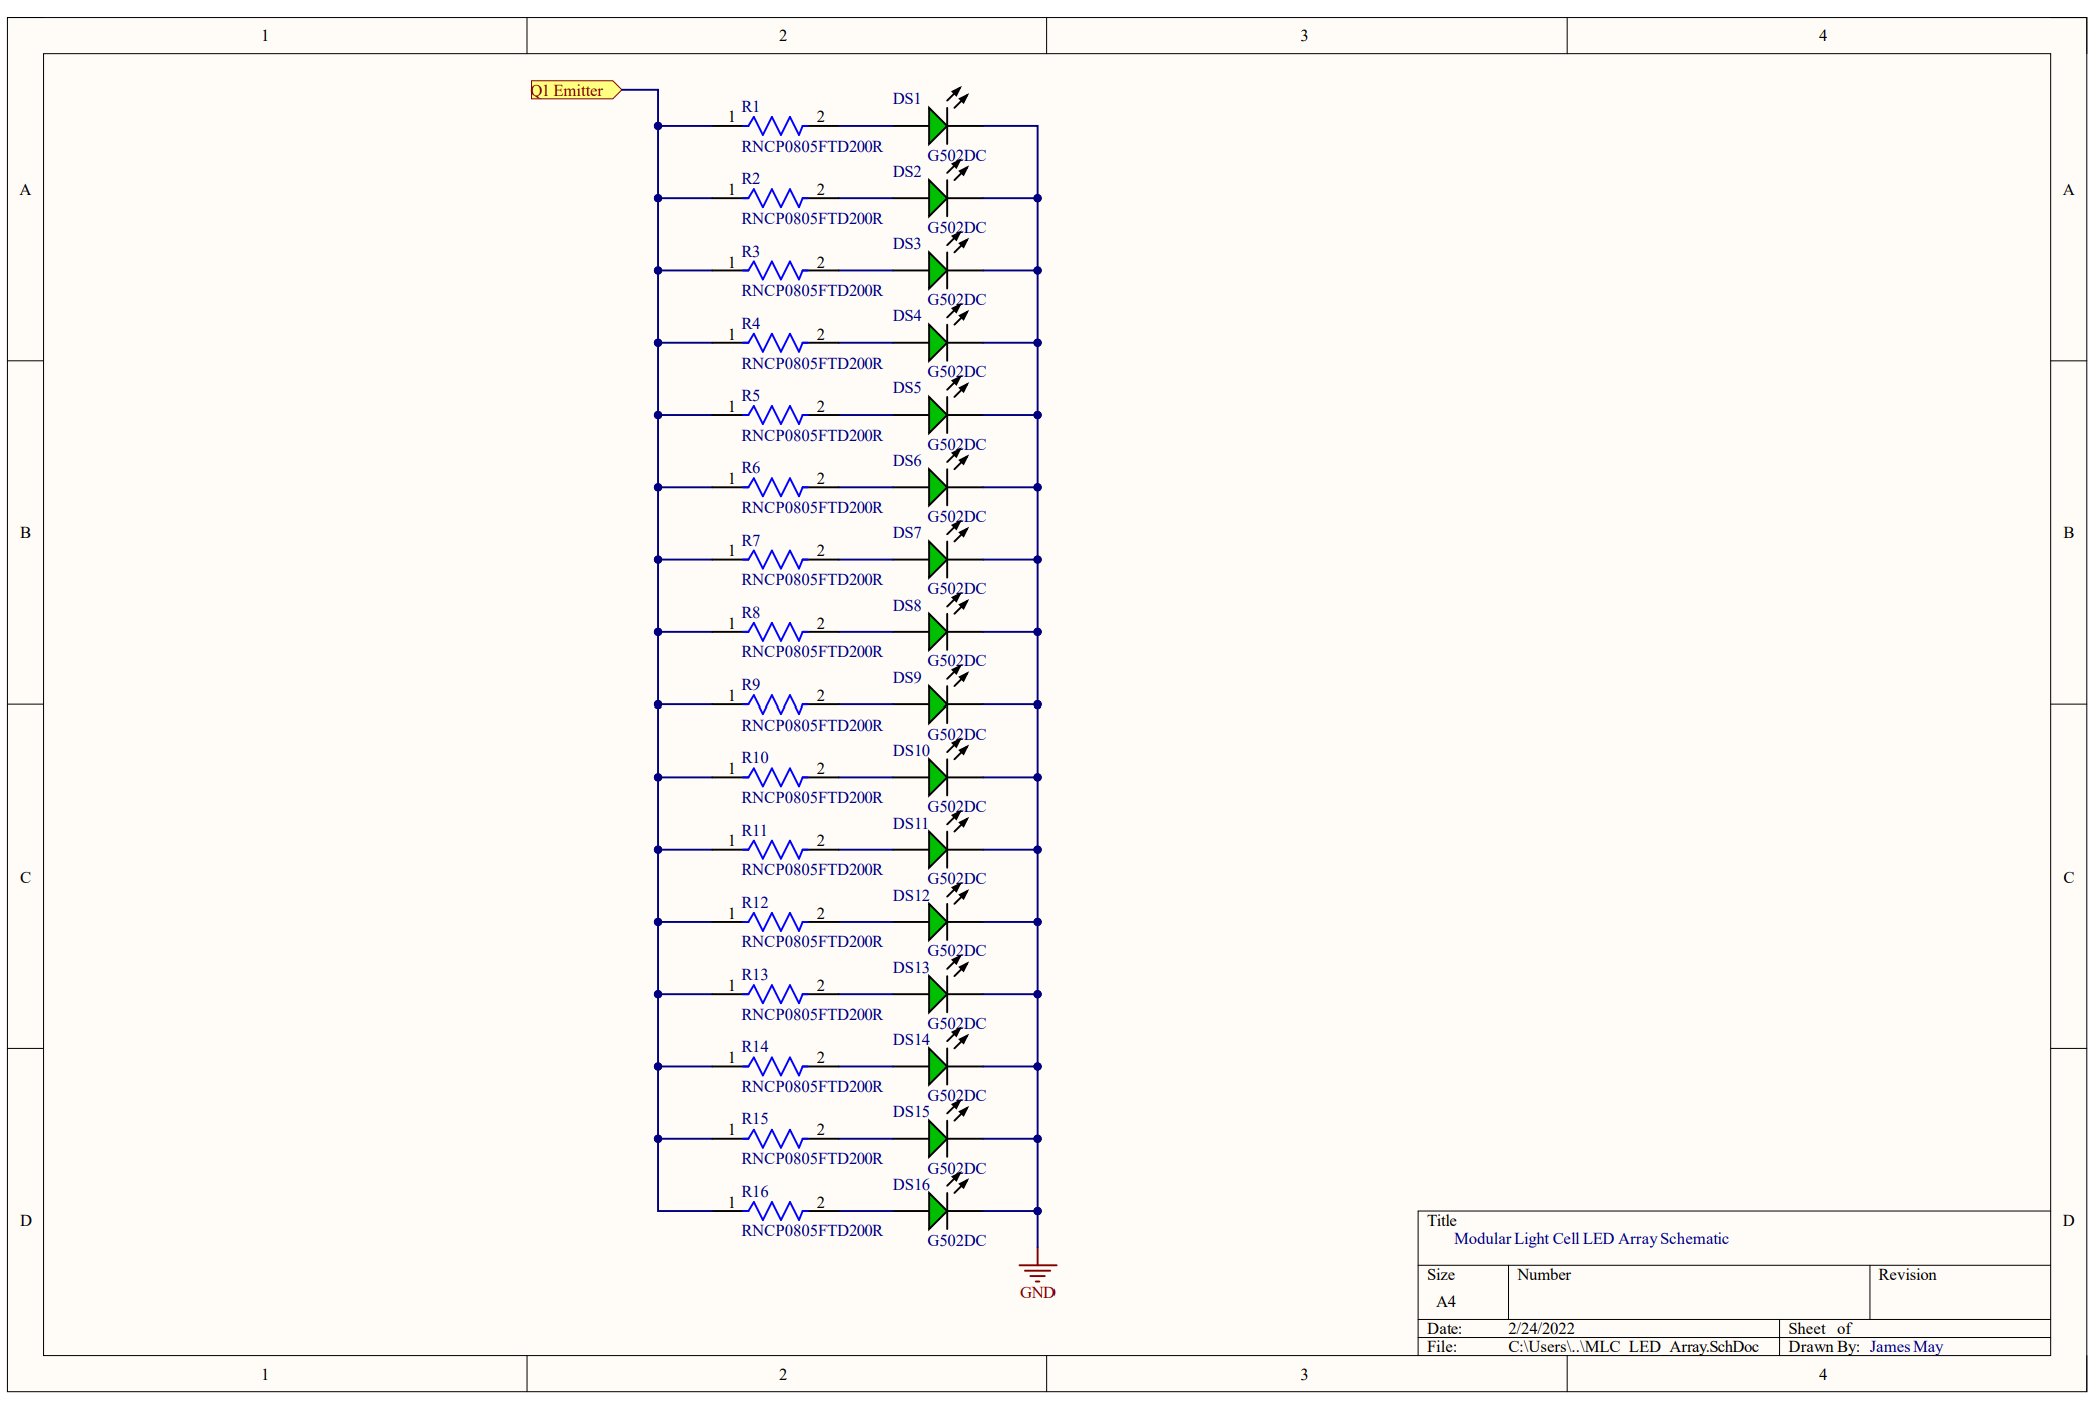 1 2 3 4
Q1 Emitter
R1 DS1
1 2
RNCP0805FTD200R G502DC
R2 DS2
1 2
RNCP0805FTD200R G502DC
R3 DS3
1 2
RNCP0805FTD200R G502DC
R4 DS4
1 2
RNCP0805FTD200R G502DC
R5 DS5
1 2
RNCP0805FTD200R G502DC
R6 DS6
1 2
RNCP0805FTD200R G502DC
R7 DS7
1 2
RNCP0805FTD200R G502DC
R8 DS8
1 2
RNCP0805FTD200R G502DC
R9 DS9
1 2
RNCP0805FTD200R G502DC
R10 DS10
1 2
RNCP0805FTD200R G502DC
R11 DS11
1 2
RNCP0805FTD200R G502DC
R12 DS12
1 2
RNCP0805FTD200R G502DC
R13 DS13
1 2
RNCP0805FTD200R G502DC
R14 DS14
1 2
RNCP0805FTD200R G502DC
R15 DS15
1 2
RNCP0805FTD200R G502DC
R16 DS16
1 2
RNCP0805FTD200R G502DC
GND
A A
B B
C C
D D
Title
Modular Light Cell LED Array Schematic
Size Number Revision
A4
Date: 2/24/2022 Sheet of
File: C:\Users\..\MLC LED Array.SchDoc Drawn By: James May
1 2 3 4